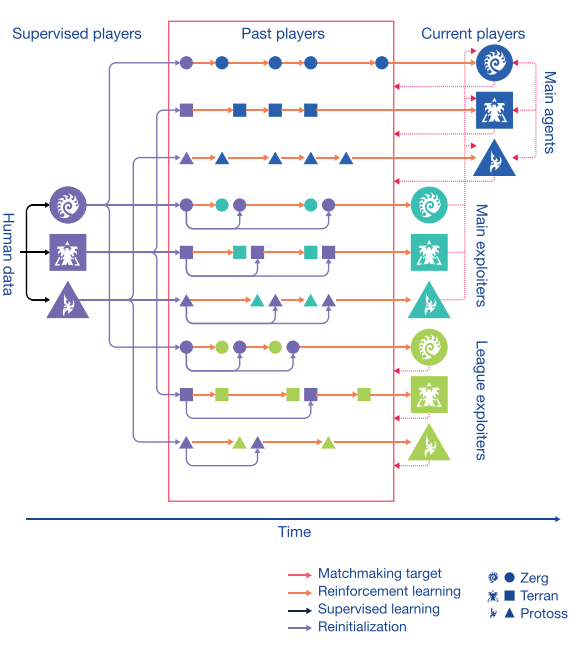 Supervised players
Past players
Current players
Main agents
Human data
Main exploiters
League exploiters
Time
Matchmaking target
Reinforcement learning
Supervised learning
Reinitialization
Zerg
Terran
Protoss